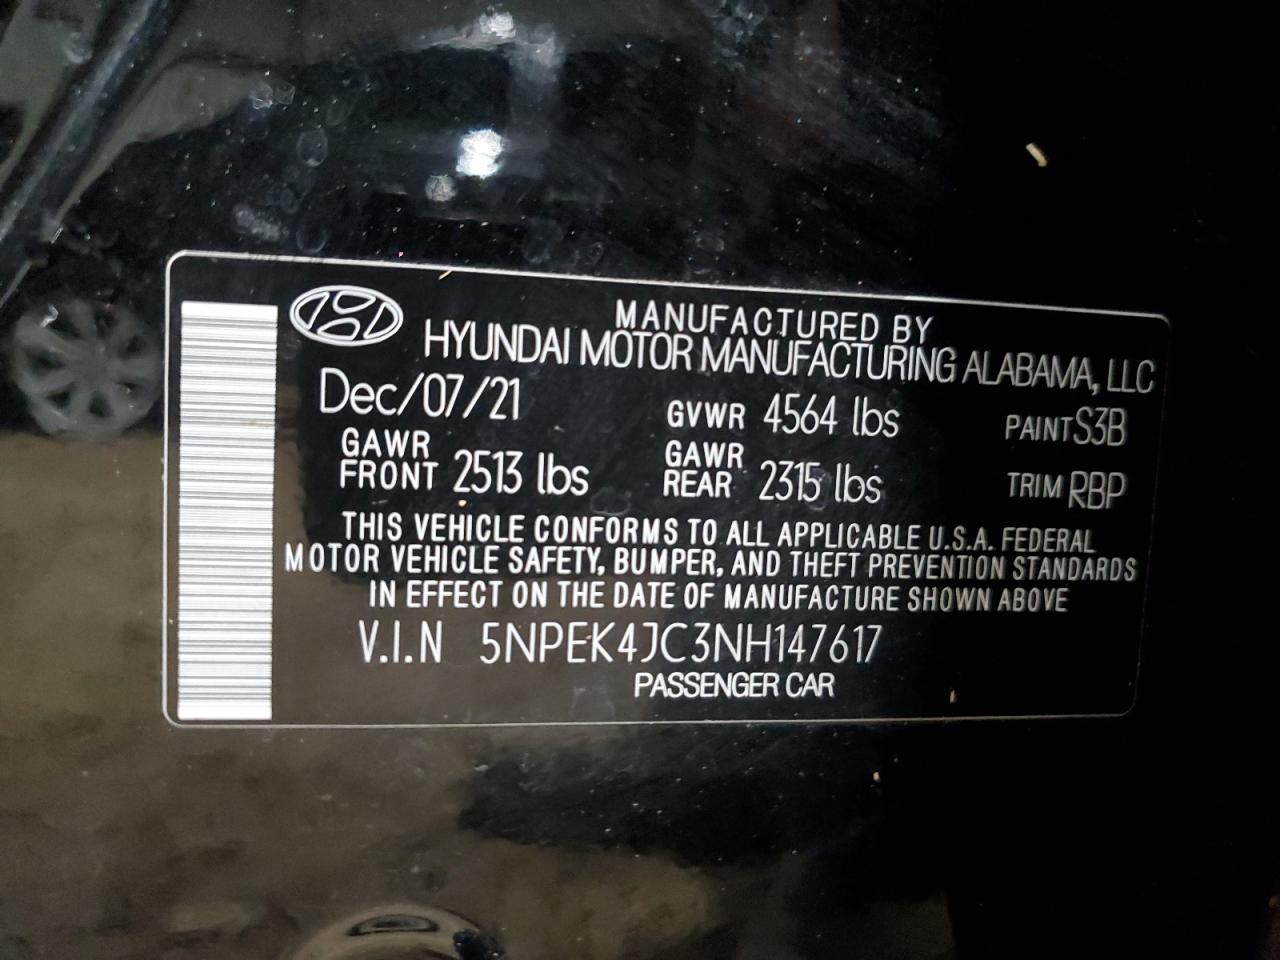 MANUFACTURED BY
HYUNDAI MOTOR MANUFACTURING ALABAMA, LLC
Dec/07/21 GVWR 4564 lbs PAINT S3B
GAWR FRONT 2513 lbs GAWR REAR 2315 lbs TRIM RBP
THIS VEHICLE CONFORMS TO ALL APPLICABLE U.S.A. FEDERAL
MOTOR VEHICLE SAFETY, BUMPER, AND THEFT PREVENTION STANDARDS
IN EFFECT ON THE DATE OF MANUFACTURE SHOWN ABOVE
V.I.N 5NPEK4JC3NH147617
PASSENGER CAR